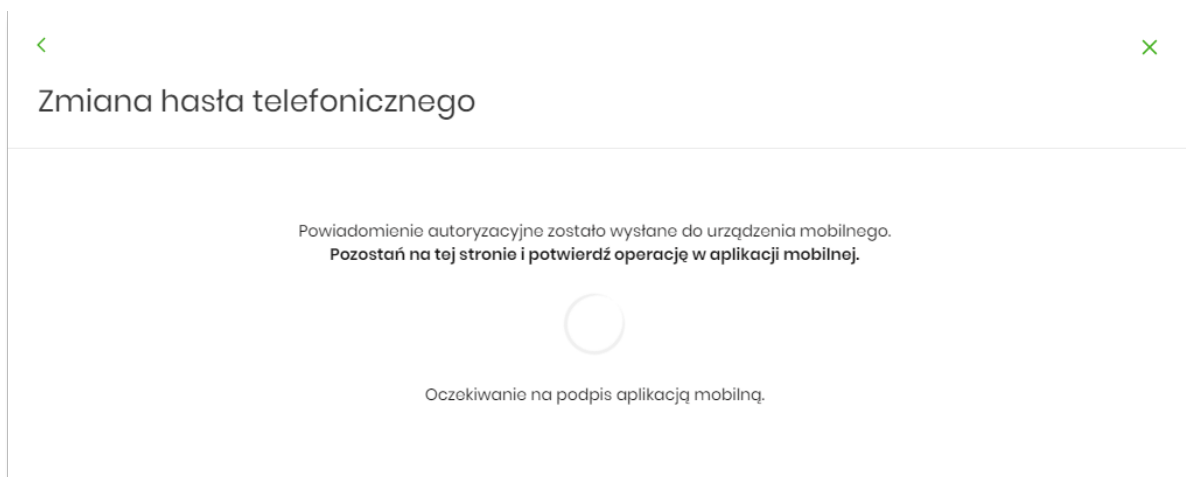 Zmiana hasła telefonicznego
Powiadomienie autoryzacyjne zostało wysłane do urządzenia mobilnego.
Pozostań na tej stronie i potwierdź operację w aplikacji mobilnej.
Oczekiwanie na podpis aplikacją mobilną.